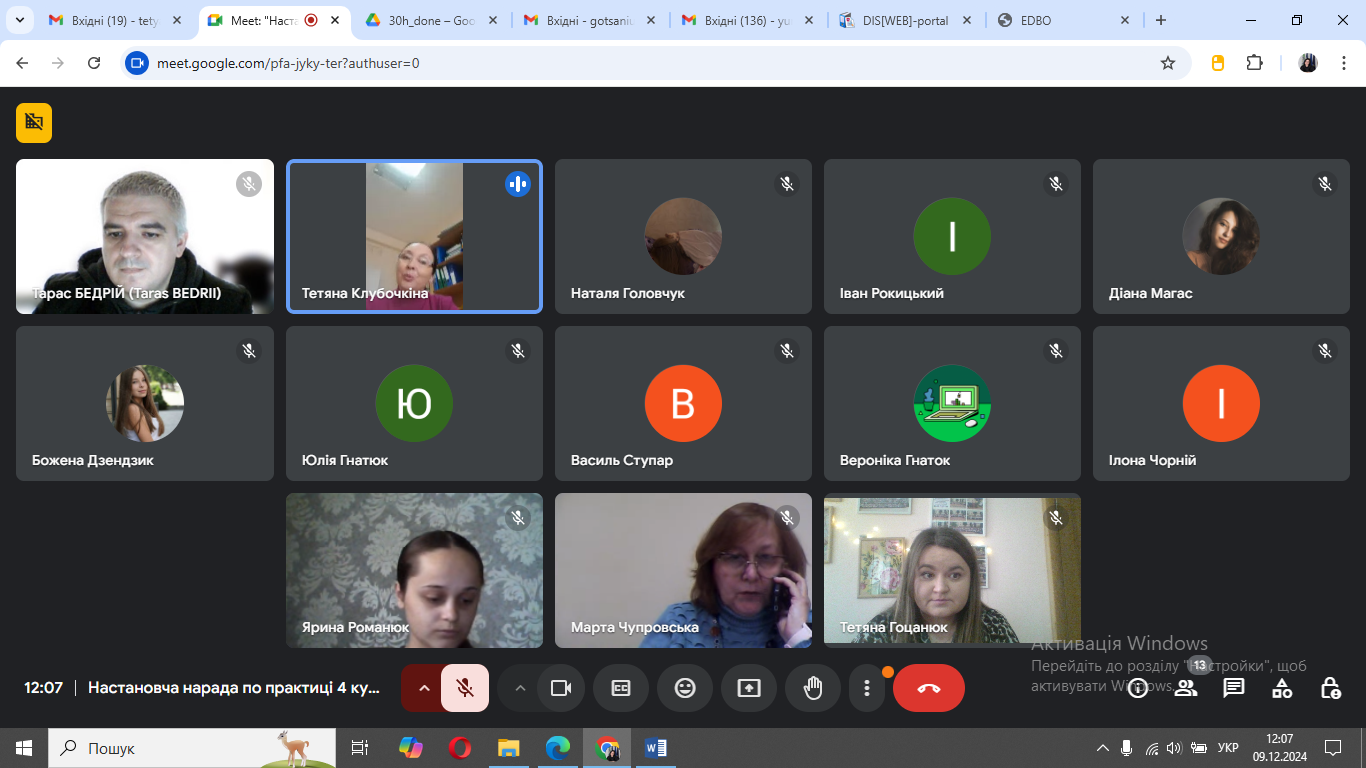 Вхідні (19) - tety
Meet: "Наста
30h_done – Goo
Вхідні - gotsaniu
Вхідні (136) - yu
DIS[WEB]-portal
EDBO
meet.google.com/pfa-jyky-ter?authuser=0
Тарас БЕДРІЙ (Taras BEDRII)
Тетяна Клубочкіна
Наталя Головчук
І
Іван Рокицький
Діана Магас
Божена Дзендзик
Ю
Юлія Гнатюк
В
Василь Ступар
Вероніка Гнаток
І
Ілона Чорній
Ярина Романюк
Марта Чупровська
Тетяна Гоцанюк
Активація Windows
Перейдіть до розділу "Настройки", щоб
активувати Windows.
13
12:07 | Настановча нарада по практиці 4 ку...
Пошук
УКР
12:07
09.12.2024